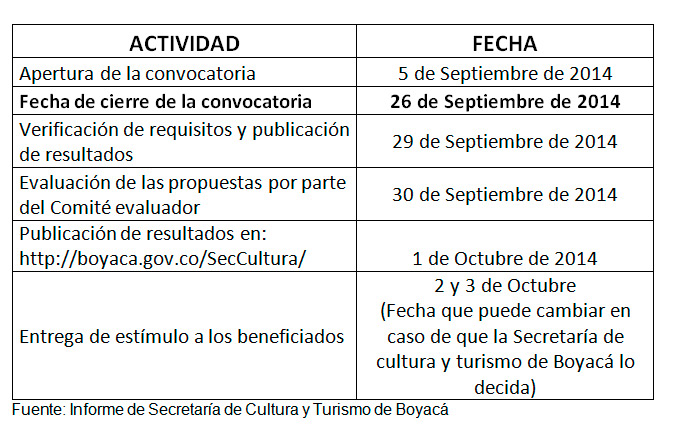 ACTIVIDAD FECHA
Apertura de la convocatoria 5 de Septiembre de 2014
Fecha de cierre de la convocatoria 26 de Septiembre de 2014
Verificación de requisitos y publicación
de resultados
29 de Septiembre de 2014
Evaluación de las propuestas por parte
del Comité evaluador
30 de Septiembre de 2014
Publicación de resultados en:
http://boyaca.gov.co/SecCultura/ 1 de Octubre de 2014
Entrega de estímulo a los beneficiados
2 y 3 de Octubre
(Fecha que puede cambiar en
caso de que la Secretaría de
cultura y turismo de Boyacá lo
decida)
Fuente: Informe de Secretaría de Cultura y Turismo de Boyacá